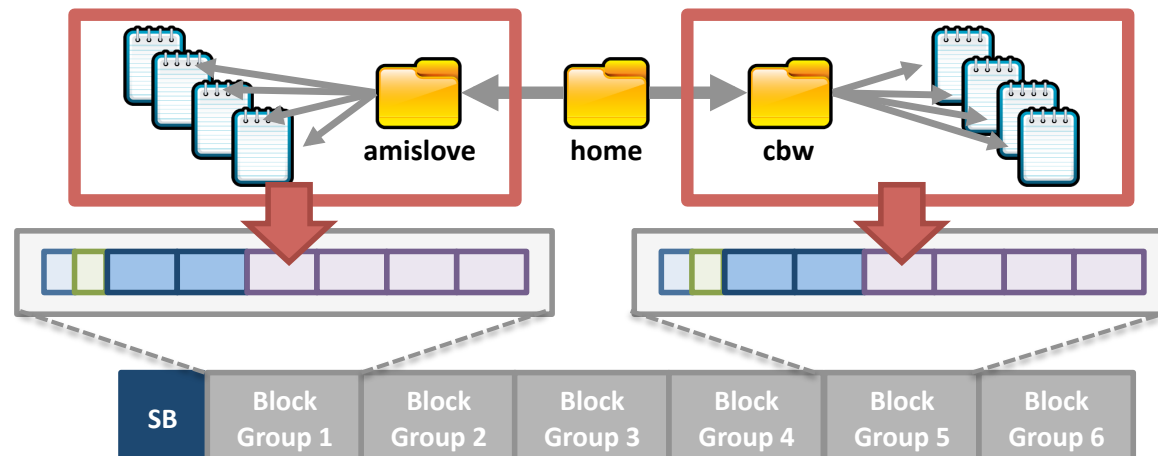 amislove
home
cbw
SB
Block
Group 1
Block
Group 2
Block
Group 3
Block
Group 4
Block
Group 5
Block
Group 6